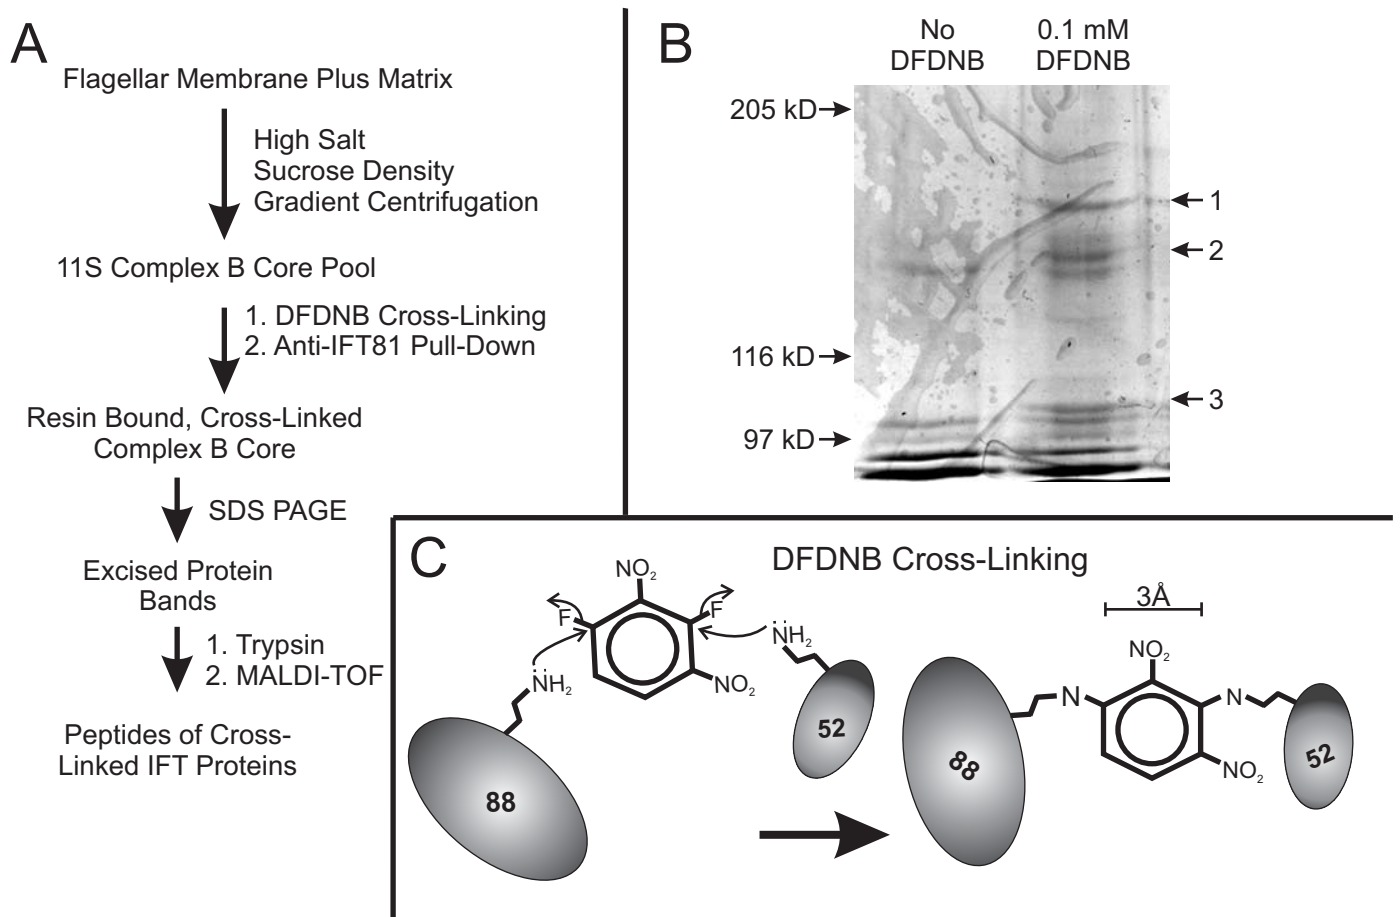 A
Flagellar Membrane Plus Matrix
High Salt
Sucrose Density
Gradient Centrifugation
11S Complex B Core Pool
1. DFDNB Cross-Linking
2. Anti-IFT81 Pull-Down
Resin Bound, Cross-Linked
Complex B Core
SDS PAGE
Excised Protein
Bands
1. Trypsin
2. MALDI-TOF
Peptides of Cross-
Linked IFT Proteins
B
No
DFDNB
0.1 mM
DFDNB
205 kD
1
2
116 kD
3
97 kD
C
DFDNB Cross-Linking
NO₂
F
F
NH₂
NH₂
NO₂
88
52
3Å
NO₂
N
N
NO₂
88
52